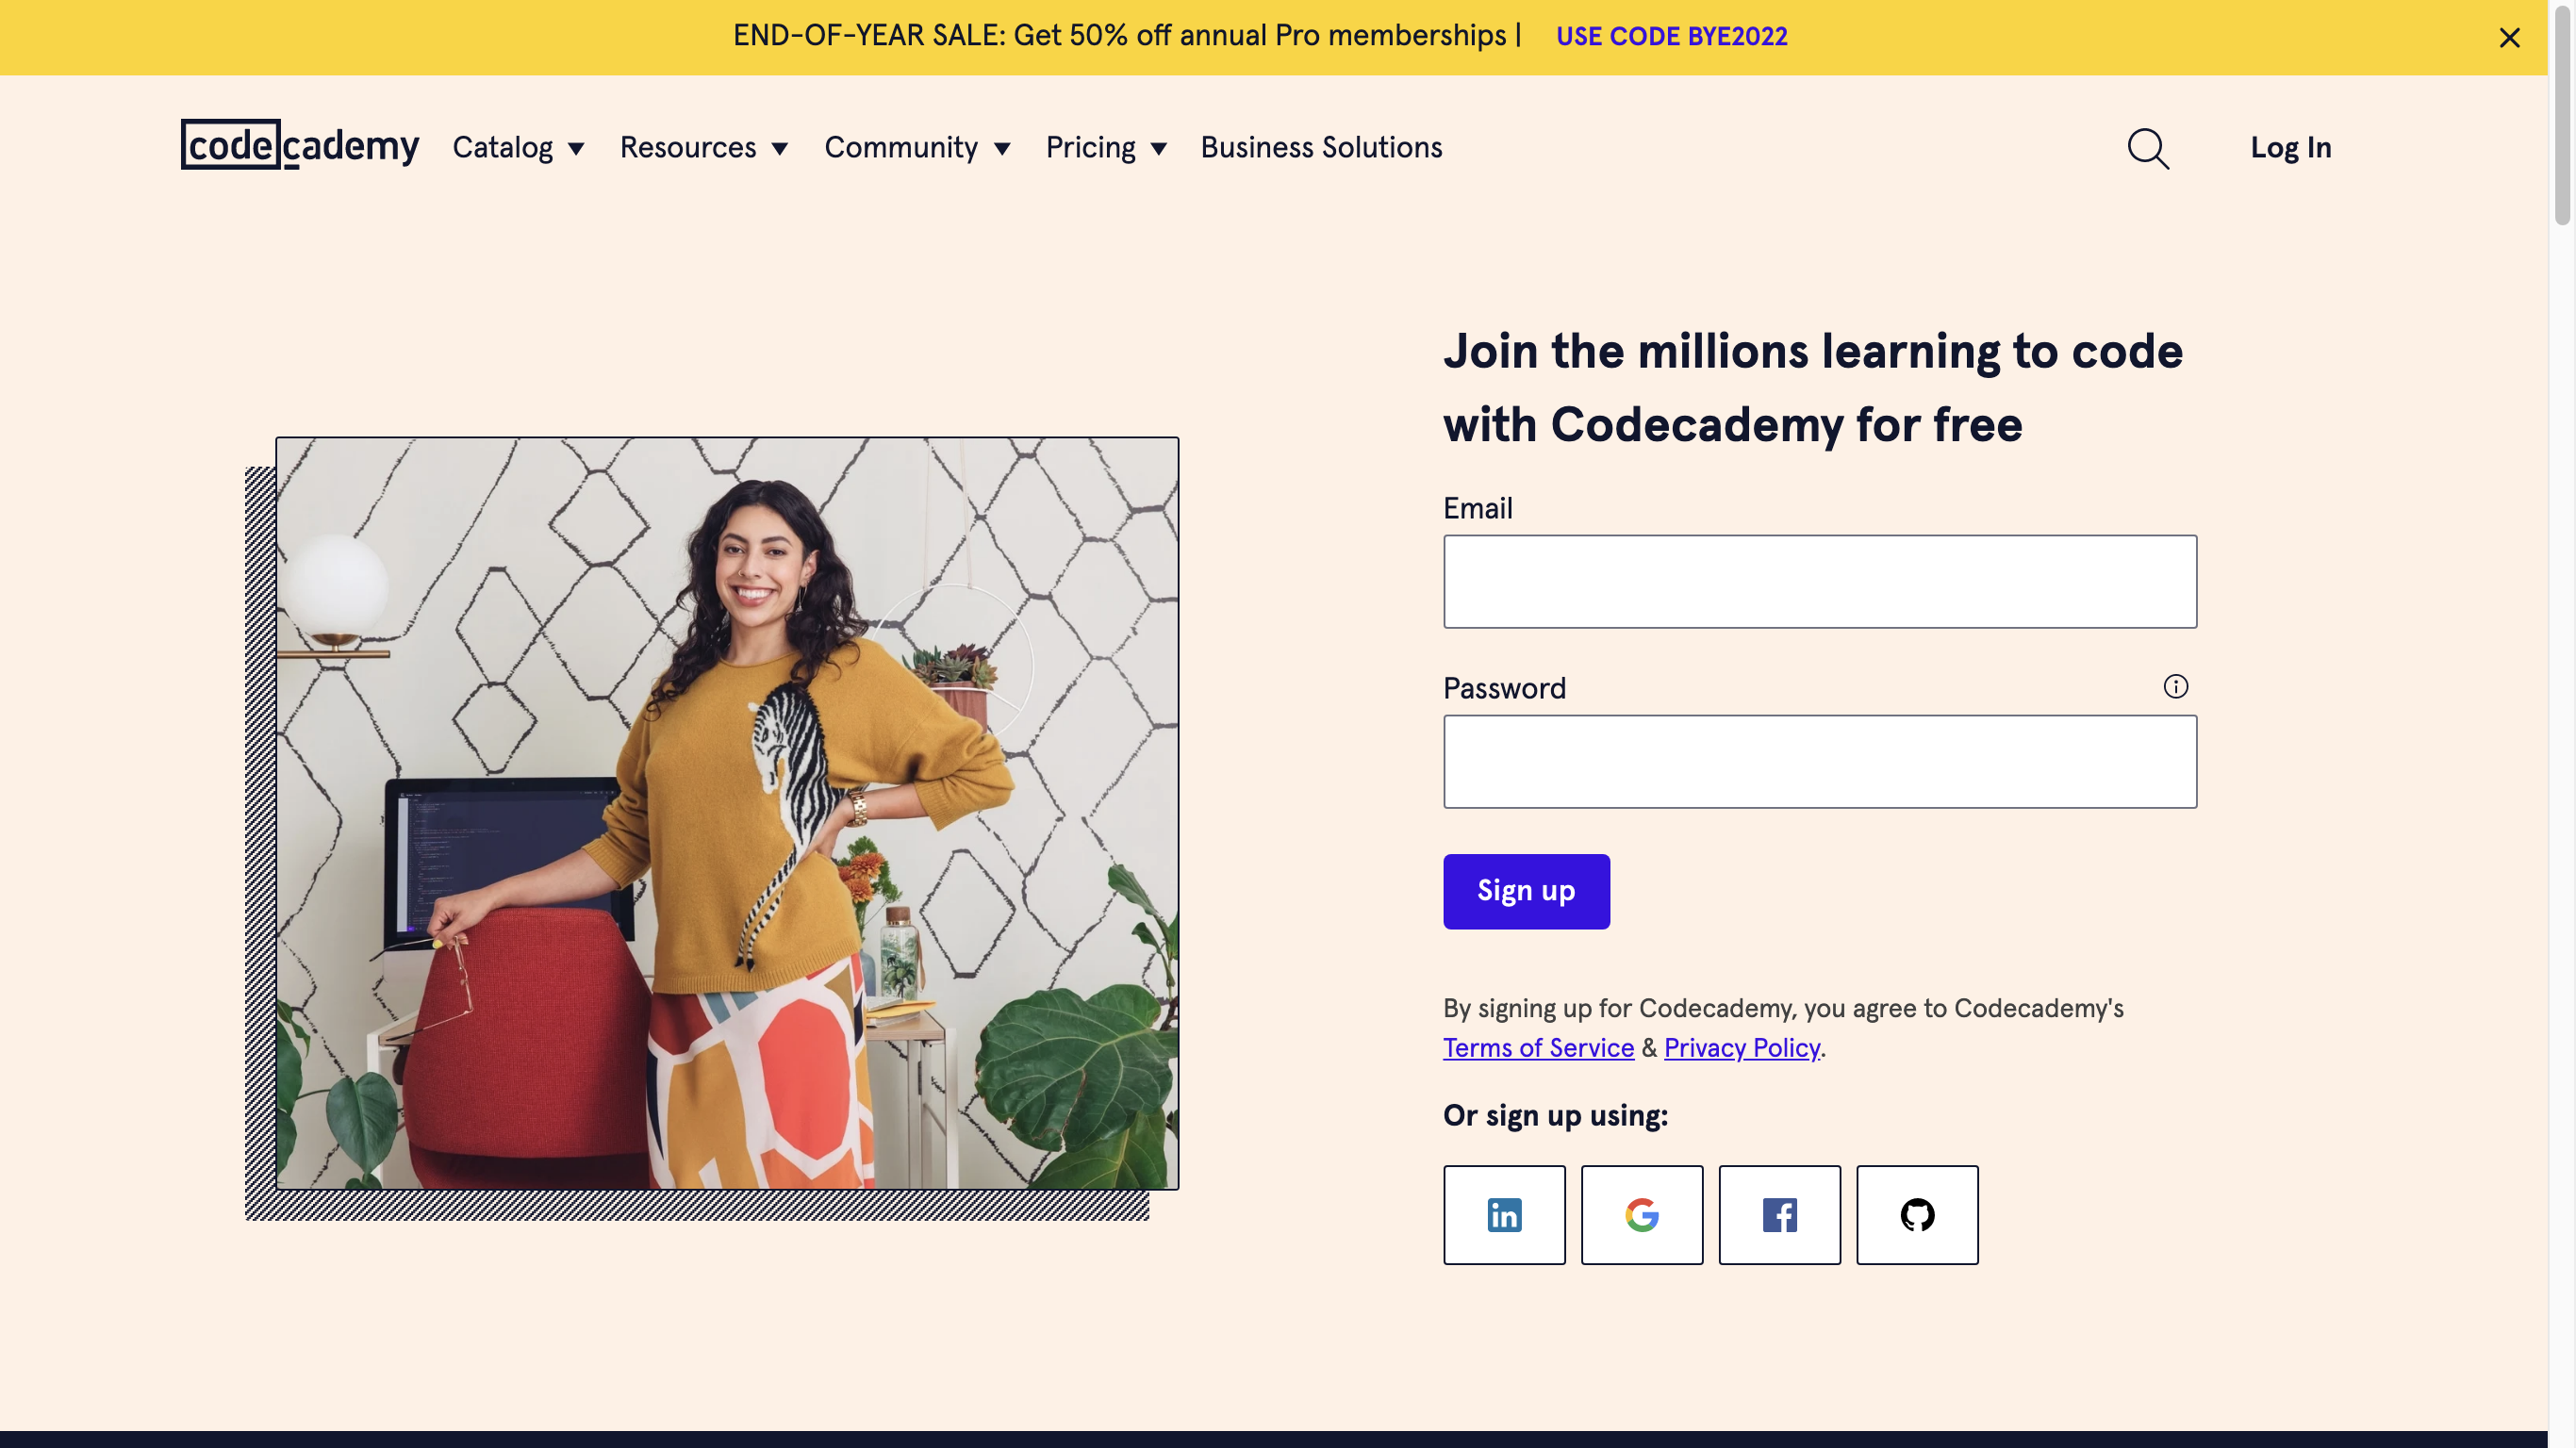 END-OF-YEAR SALE: Get 50% off annual Pro memberships | USE CODE BYE2022
codecademy Catalog Resources Community Pricing Business Solutions Log In
Join the millions learning to code
with Codecademy for free
Email
Password
Sign up
By signing up for Codecademy, you agree to Codecademy's
Terms of Service & Privacy Policy.
Or sign up using: